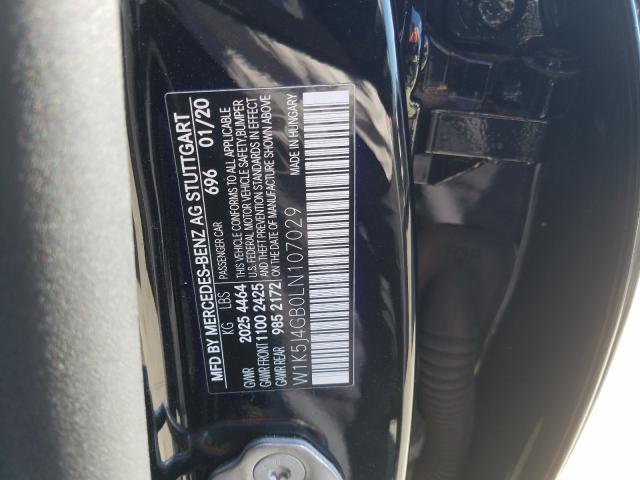 MFD BY MERCEDES-BENZ AG STUTTGART
696 01/20
KG LBS PASSENGER CAR
GVWR 2025 4464 THIS VEHICLE CONFORMS TO ALL APPLICABLE
GAWR FRONT 1100 2425 U.S. FEDERAL MOTOR VEHICLE SAFETY, BUMPER
GAWR REAR 985 2172 AND THEFT PREVENTION STANDARDS IN EFFECT
ON THE DATE OF MANUFACTURE SHOWN ABOVE
MADE IN HUNGARY
W1K5J4GB0LN107029